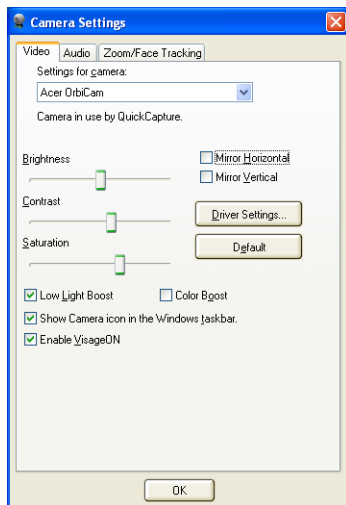 Camera Settings
Video Audio Zoom/Face Tracking
Settings for camera:
Acer OrbiCam
Camera in use by QuickCapture.
Brightness
Mirror Horizontal
Mirror Vertical
Contrast
Driver Settings...
Saturation
Default
Low Light Boost Color Boost
Show Camera icon in the Windows taskbar.
Enable VisageON
OK